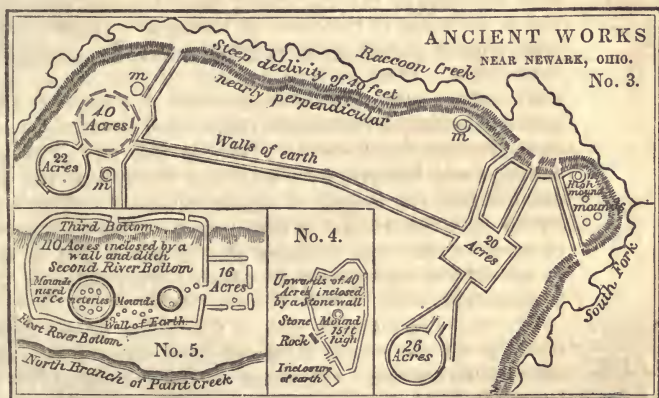 ANCIENT WORKS
NEAR NEWARK, OHIO.
No. 3.
Raccoon Creek
Steep declivity of 40 feet
nearly perpendicular
m
40
Acres
22
Acres
m
Walls of earth
m
High
mound
mounds
20
Acres
South Fork
26
Acres
Third Bottom
110 Acres inclosed by a
wall and ditch
Second River Bottom
Mounds
used
as Ce
meteries
Mounds
16
Acres
Wall of Earth
First River Bottom
No. 5.
North Branch of Paint Creek
No. 4.
Upwards of 40
Acres inclosed
by a Stone wall
Stone
Mound
15 ft
high
Rock
Inclosure
of earth